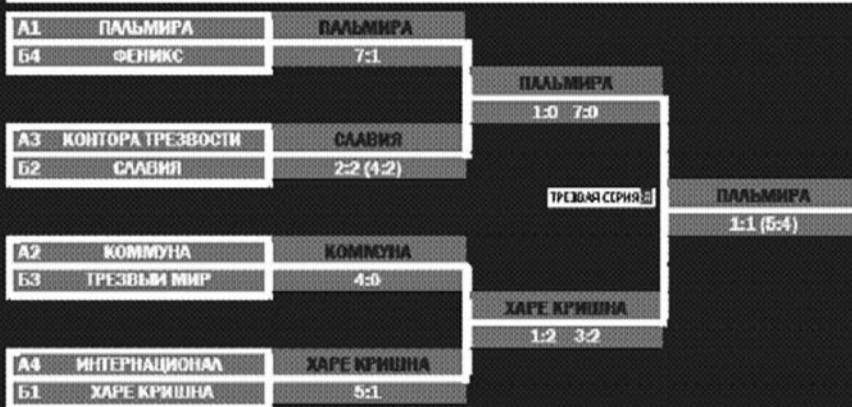 А1 ПАЛЬМИРА ПАЛЬМИРА
Б4 ФЕНИКС 7:1
ПАЛЬМИРА
1:0 7:0
А3 КОНТОРА ТРЕЗВОСТИ СЛАВИЯ
Б2 СЛАВИЯ 2:2 (4:2)
ТРЕЗВАЯ СЕРИЯ
ПАЛЬМИРА
1:1 (5:4)
А2 КОММУНА КОММУНА
Б3 ТРЕЗВЫЙ МИР 4:0
ХАРЕ КРИШНА
1:2 3:2
А4 ИНТЕРНАЦИОНАЛ ХАРЕ КРИШНА
Б1 ХАРЕ КРИШНА 5:1